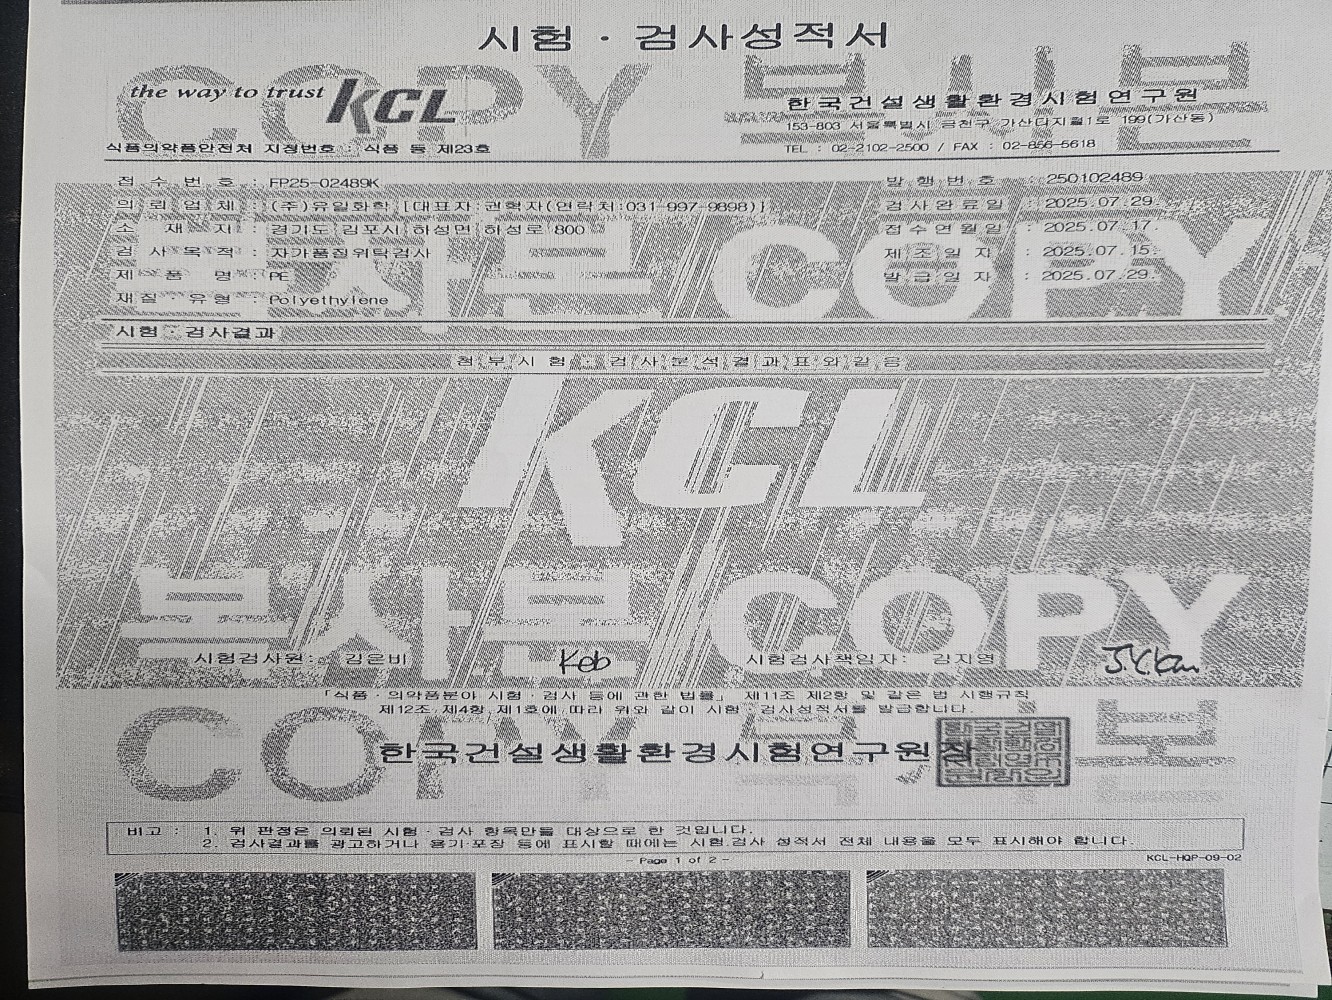 시험 · 검사성적서
COPY 복사본
the way to trust KCL
한국건설생활환경시험연구원
153-803 서울특별시 금천구 가산디지털1로 199(가산동)
식품의약품안전처 지정번호 : 식품 등 제23호
TEL : 02-2102-2500 / FAX : 02-856-5618
접 수 번 호 : FP25-02489K
발 행 번 호 : 250102489
의 뢰 업 체 : (주)유일화학 [대표자:권혁자(연락처:031-997-9898)]
검 사 완 료 일 : 2025.07.29.
소 재 지 : 경기도 김포시 하성면 하성로 800
접 수 연 월 일 : 2025.07.17.
검 사 목 적 : 자가품질위탁검사
제 조 일 자 : 2025.07.15.
제 품 명 : PE
발 급 일 자 : 2025.07.29.
재 질 · 유 형 : Polyethylene
사본 COPY
시험 · 검사결과
첨 부 시 험 · 검 사 분 석 결 과 표 와 같 음
KCL
복사본 COPY
시험검사원: 김은비 Keb
시험검사책임자: 김지영
「식품 · 의약품분야 시험 · 검사 등에 관한 법률」 제11조 제2항 및 같은 법 시행규칙
제12조 제4항 제1호에 따라 위와 같이 시험 · 검사성적서를 발급합니다.
COPY 복사본
한국건설생활환경시험연구원장
비고 : 1. 위 판정은 의뢰된 시험 · 검사 항목만을 대상으로 한 것입니다.
2. 검사결과를 광고하거나 용기·포장 등에 표시할 때에는 시험.검사 성적서 전체 내용을 모두 표시해야 합니다.
- Page 1 of 2 -
KCL-HQP-09-02